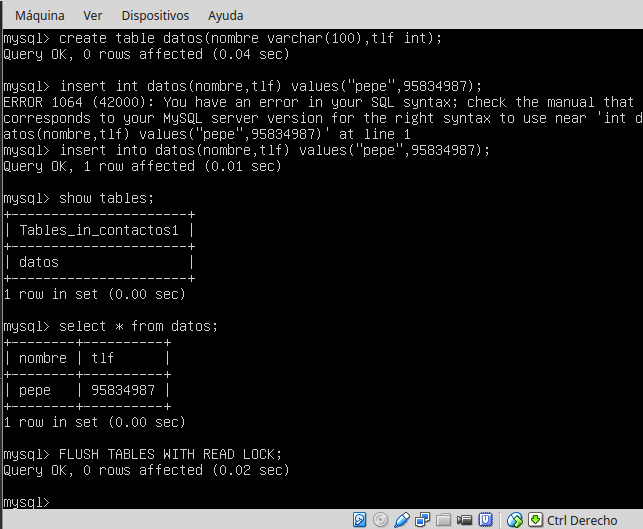 Máquina Ver Dispositivos Ayuda
mysql> create table datos(nombre varchar(100),tlf int);
Query OK, 0 rows affected (0.04 sec)
mysql> insert int datos(nombre,tlf) values("pepe",95834987);
ERROR 1064 (42000): You have an error in your SQL syntax; check the manual that
corresponds to your MySQL server version for the right syntax to use near 'int d
atos(nombre,tlf) values("pepe",95834987)' at line 1
mysql> insert into datos(nombre,tlf) values("pepe",95834987);
Query OK, 1 row affected (0.01 sec)
mysql> show tables;
+----------------------+
| Tables_in_contactos1 |
+----------------------+
| datos                |
+----------------------+
1 row in set (0.00 sec)
mysql> select * from datos;
+--------+----------+
| nombre | tlf      |
+--------+----------+
| pepe   | 95834987 |
+--------+----------+
1 row in set (0.00 sec)
mysql> FLUSH TABLES WITH READ LOCK;
Query OK, 0 rows affected (0.02 sec)
mysql>
Ctrl Derecho